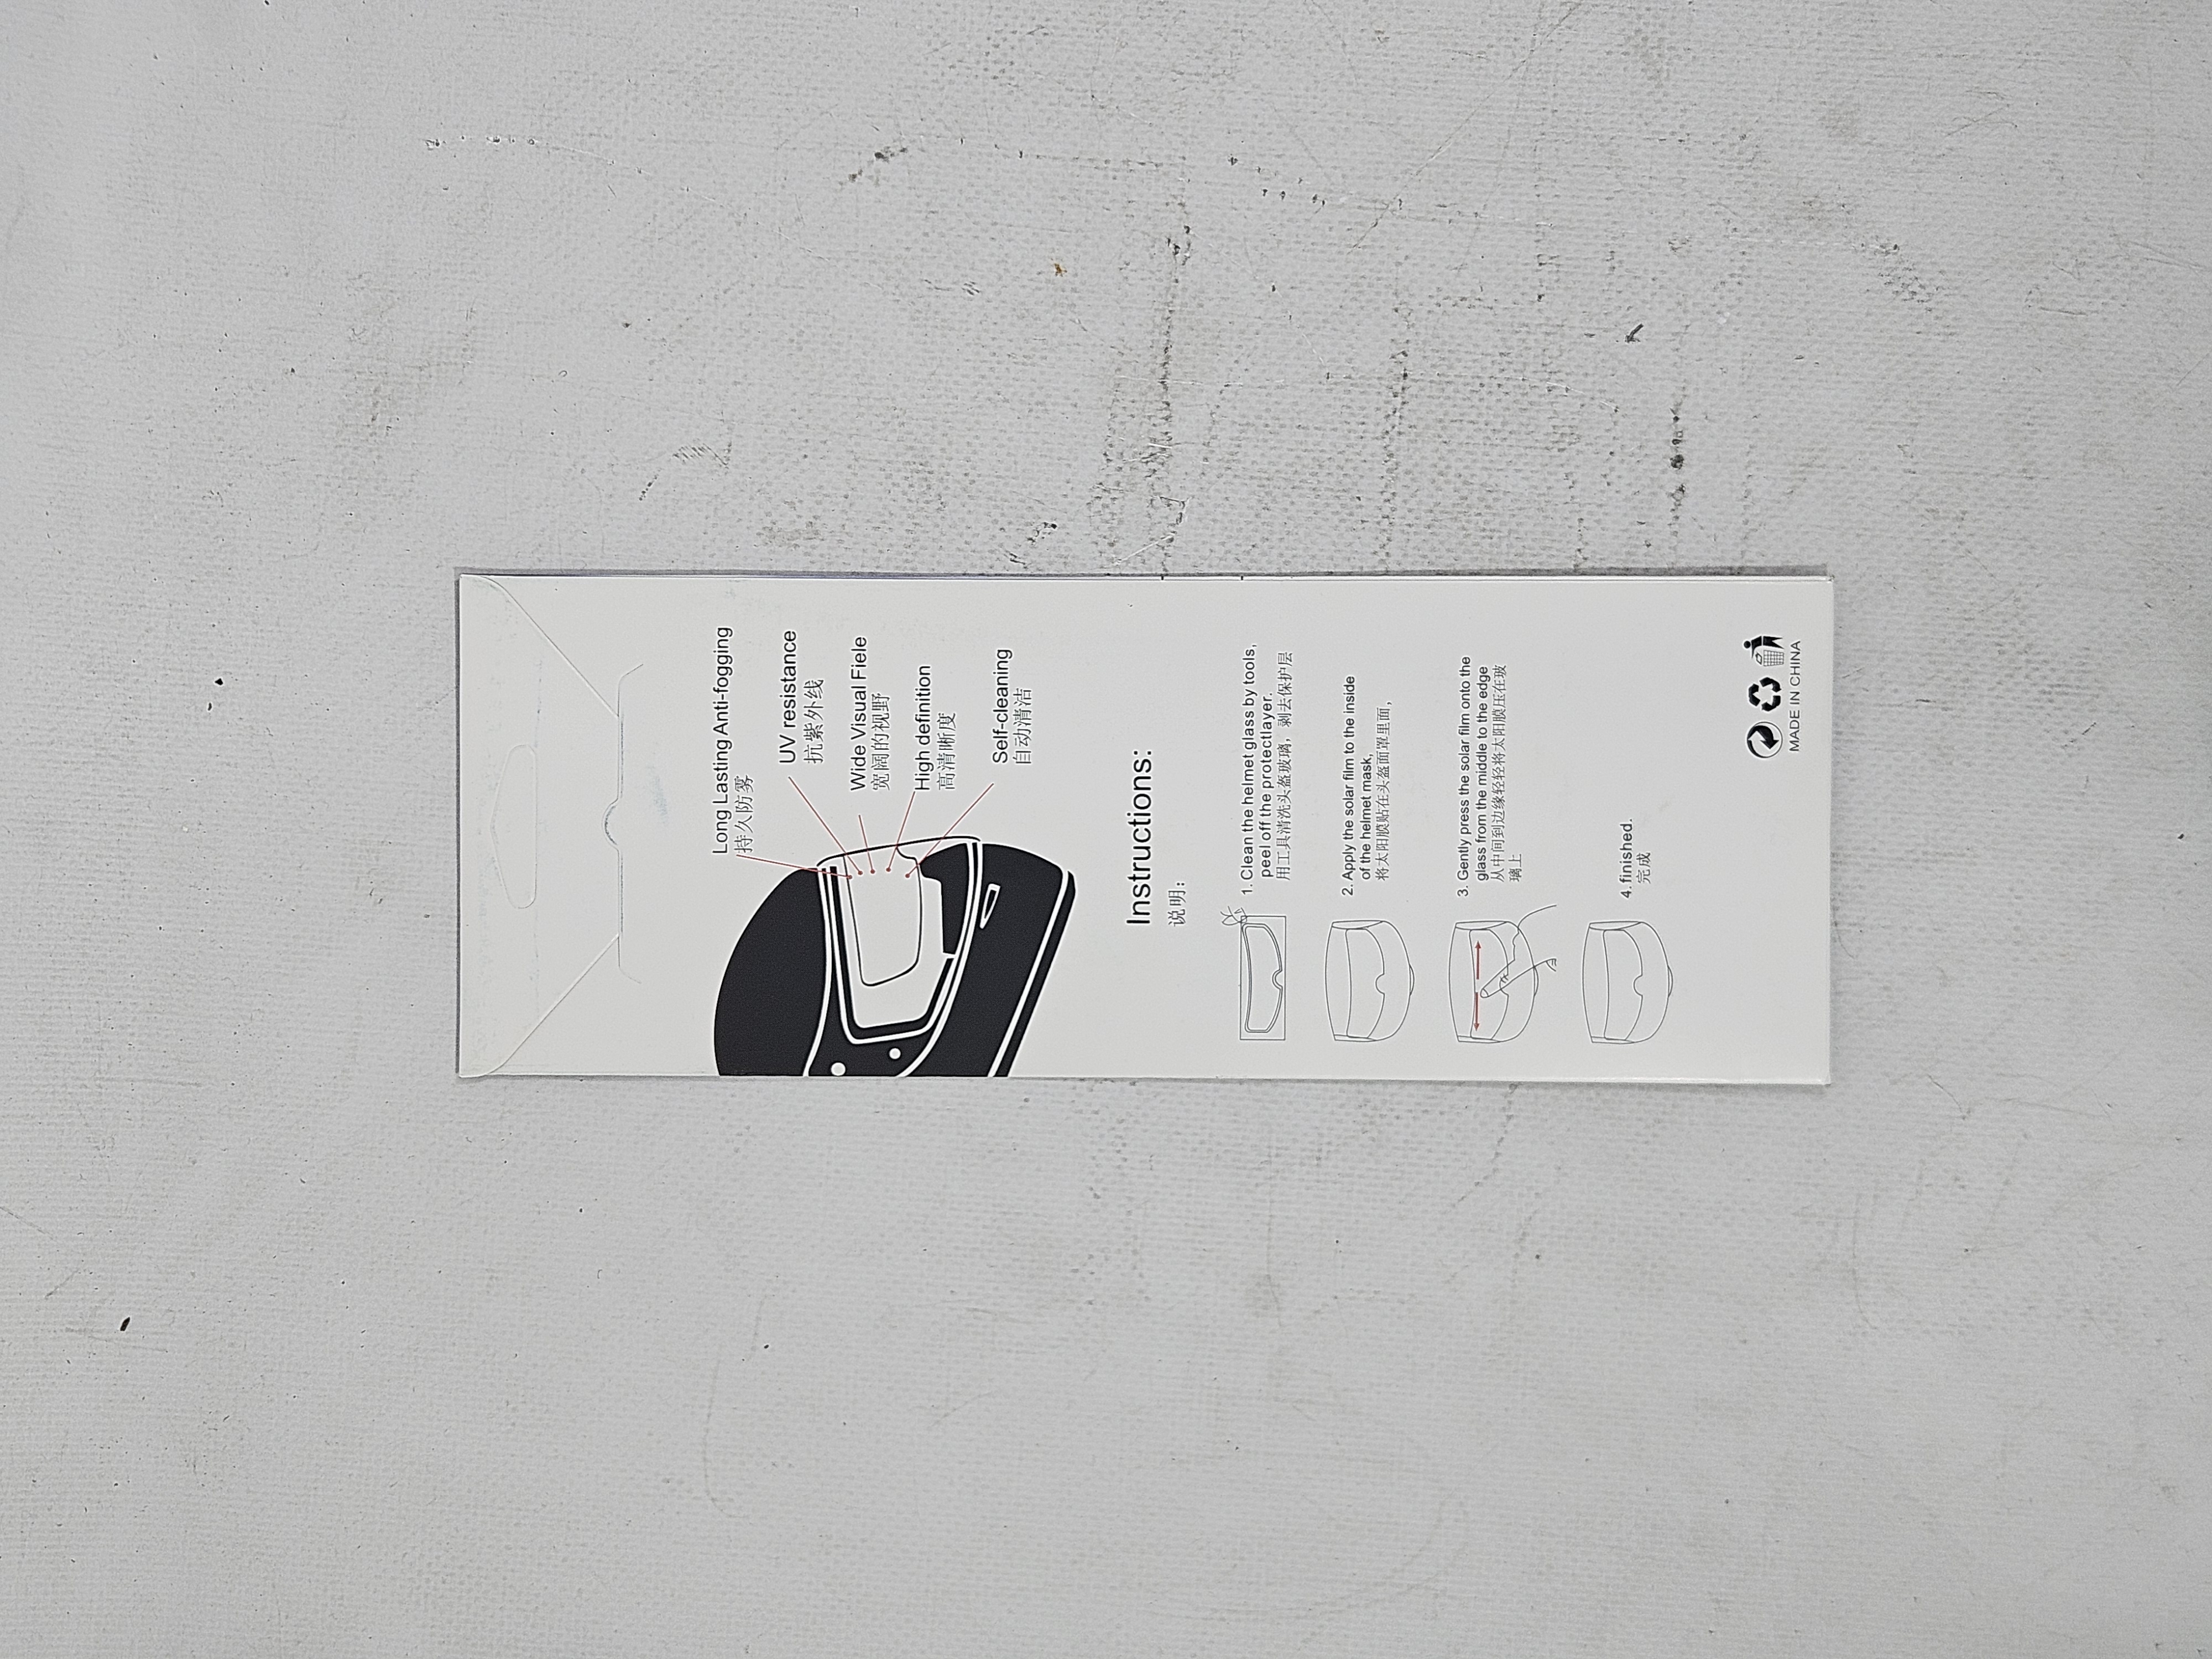 Long Lasting Anti-fogging
持久防雾
UV resistance
抗紫外线
Wide Visual Fiele
宽阔的视野
High definition
高清晰度
Self-cleaning
自动清洁
Instructions:
说明：
1. Clean the helmet glass by tools,
peel off the protectlayer.
用工具清洗头盔玻璃，剥去保护层
2. Apply the solar film to the inside
of the helmet mask,
将太阳膜贴在头盔面罩里面，
3. Gently press the solar film onto the
glass from the middle to the edge
从中间到边缘轻轻将太阳膜压在玻
璃上
4. finished.
完成
MADE IN CHINA